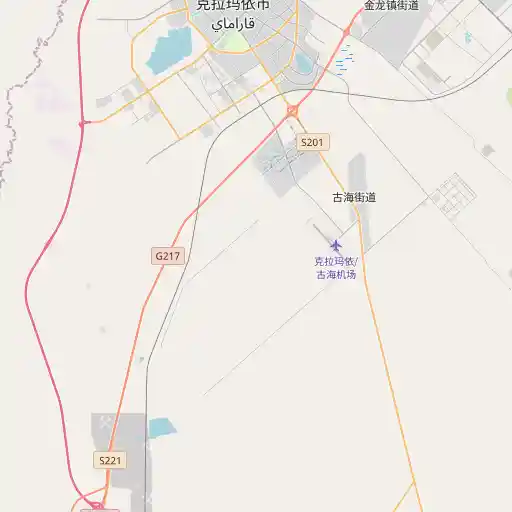 克拉玛依市
قاراماي
金龙镇街道
S201
古海街道
G217
克拉玛依/
古海机场
S221